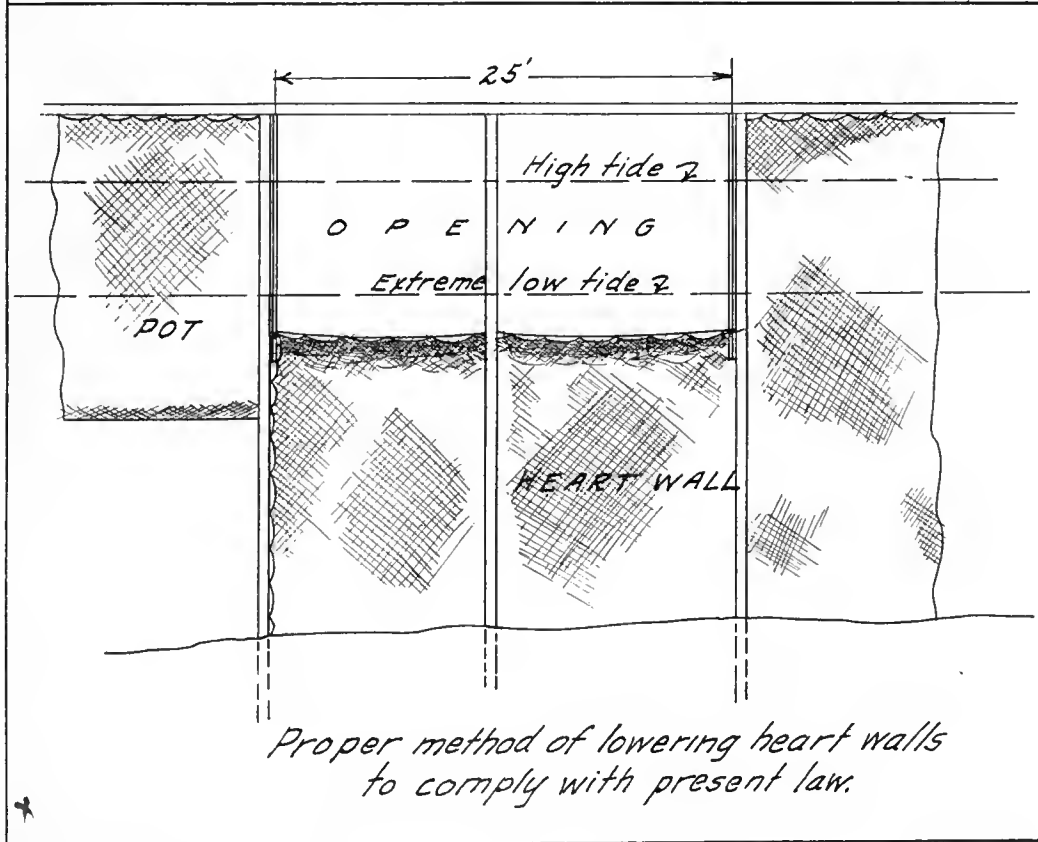 25'
High tide
OPENING
Extreme low tide
POT
HEART WALL
Proper method of lowering heart walls
to comply with present law.